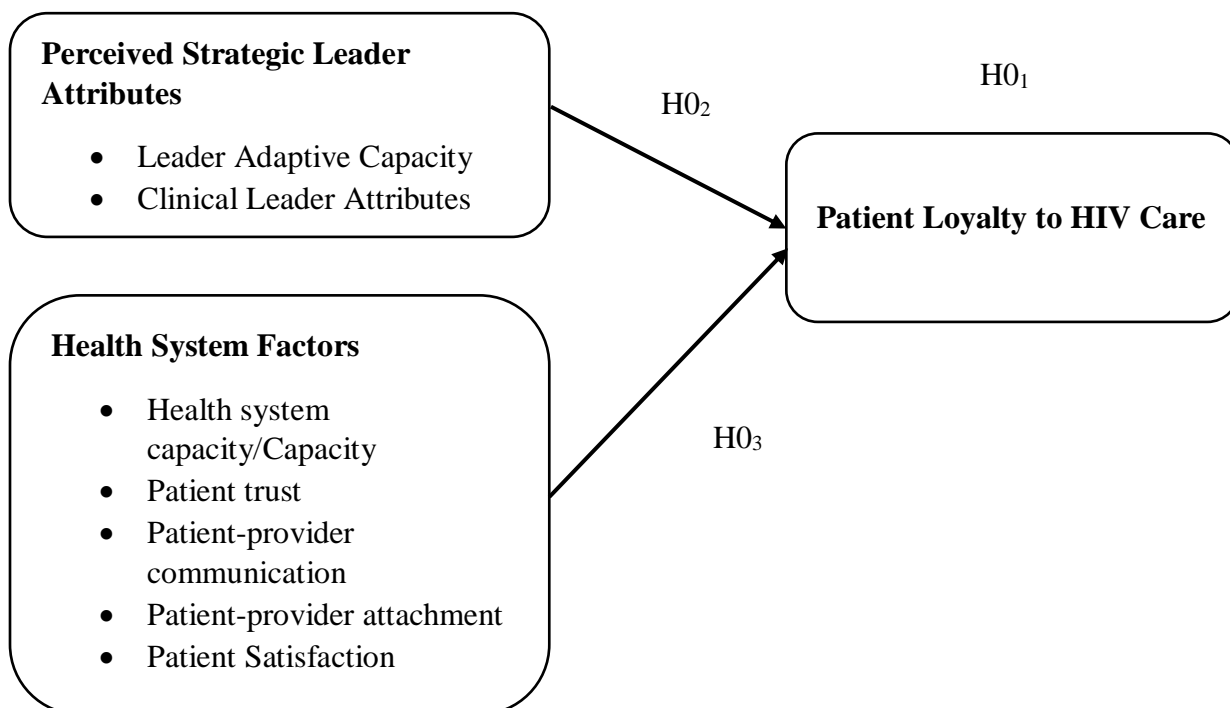 Perceived Strategic Leader
Attributes
• Leader Adaptive Capacity
• Clinical Leader Attributes
H0₂
H0₁
Patient Loyalty to HIV Care
Health System Factors
• Health system
capacity/Capacity
• Patient trust
• Patient-provider
communication
• Patient-provider attachment
• Patient Satisfaction
H0₃